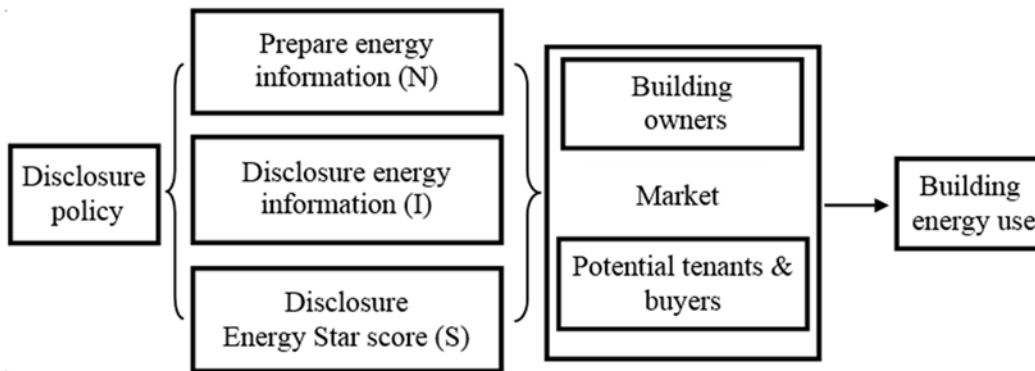 Disclosure
policy
Prepare energy
information (N)
Disclosure energy
information (I)
Disclosure
Energy Star score (S)
Building
owners
Market
Potential tenants &
buyers
Building
energy use